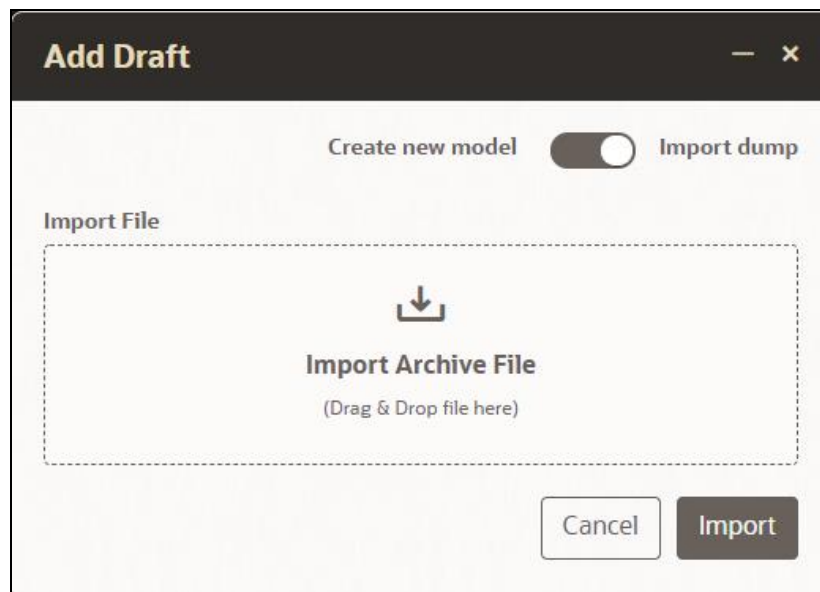 Add Draft
Create new model Import dump
Import File
Import Archive File
(Drag & Drop file here)
Cancel Import